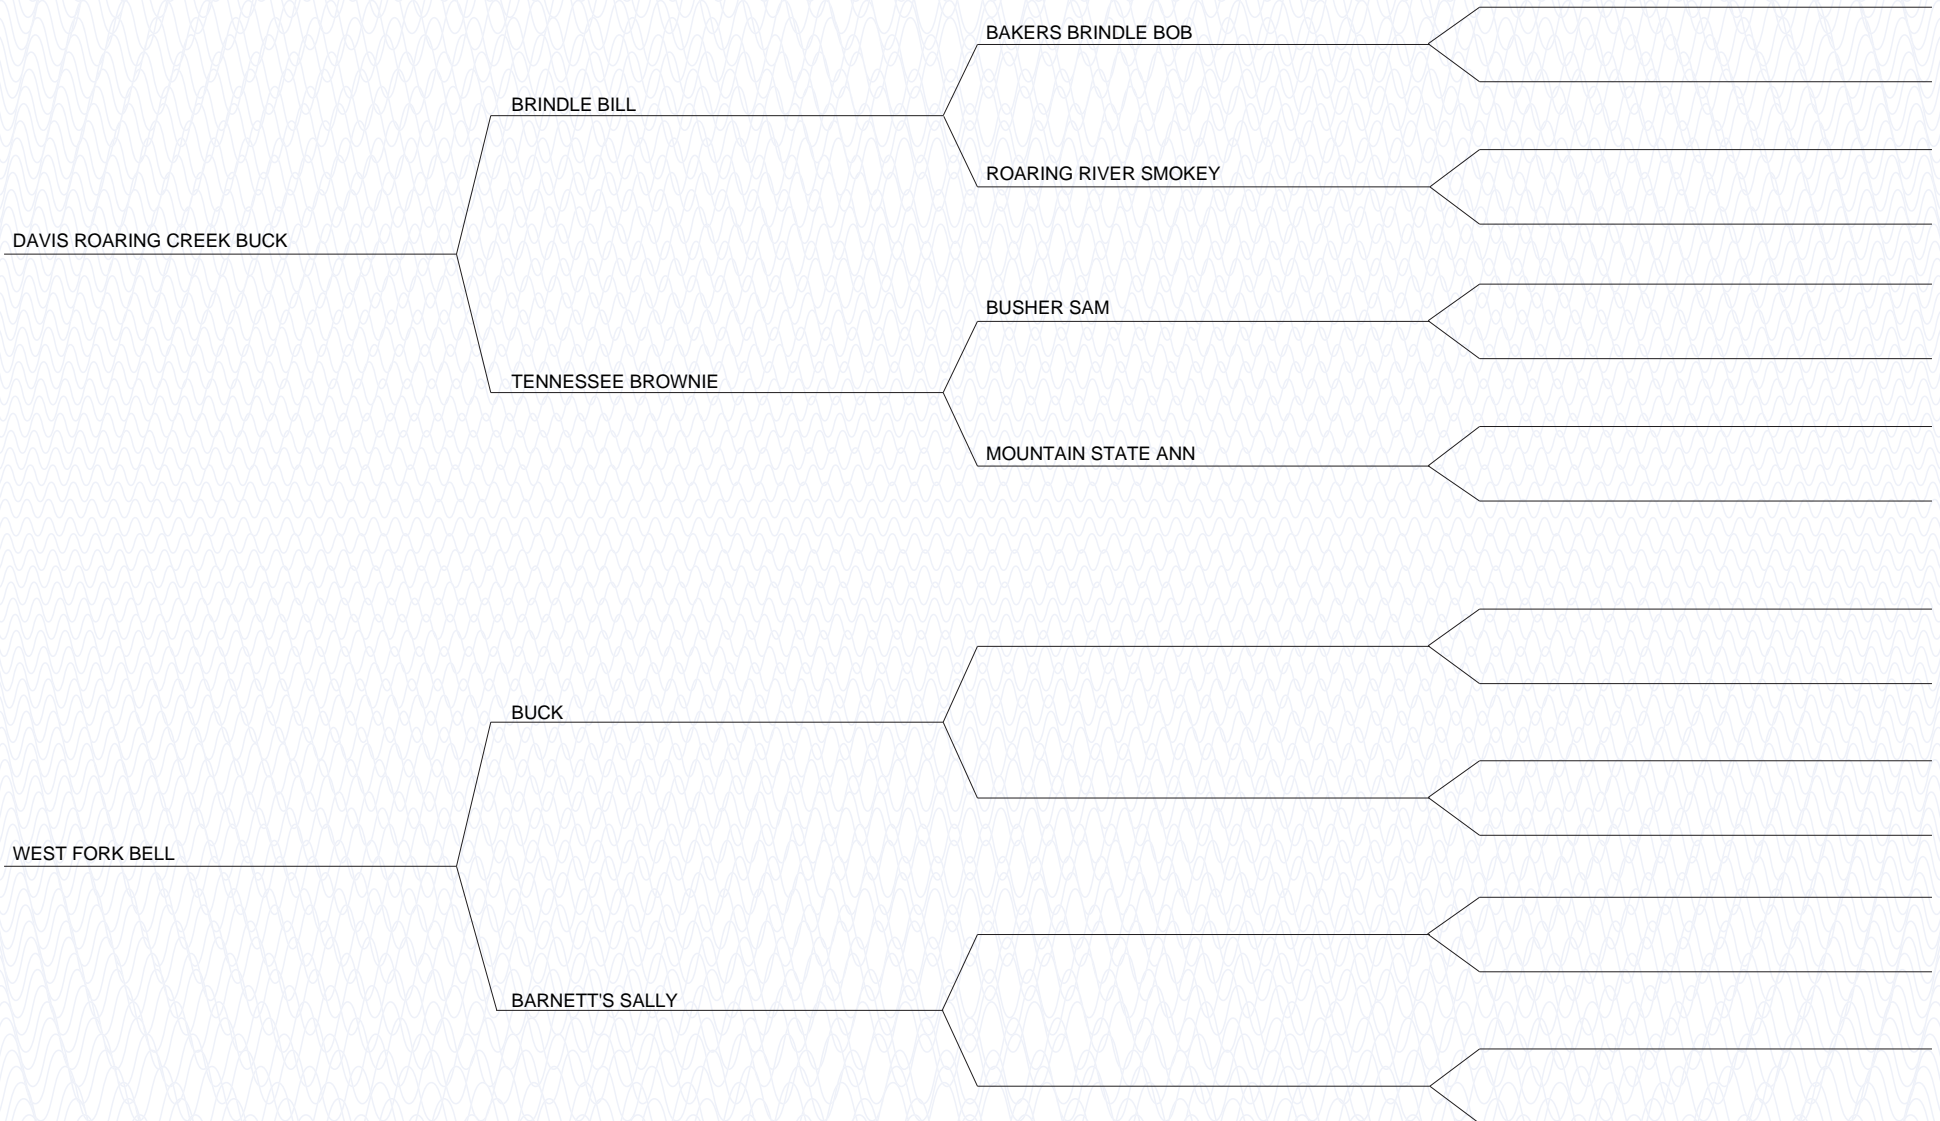 BAKERS BRINDLE BOB
BRINDLE BILL
ROARING RIVER SMOKEY
DAVIS ROARING CREEK BUCK
BUSHER SAM
TENNESSEE BROWNIE
MOUNTAIN STATE ANN
BUCK
WEST FORK BELL
BARNETT'S SALLY